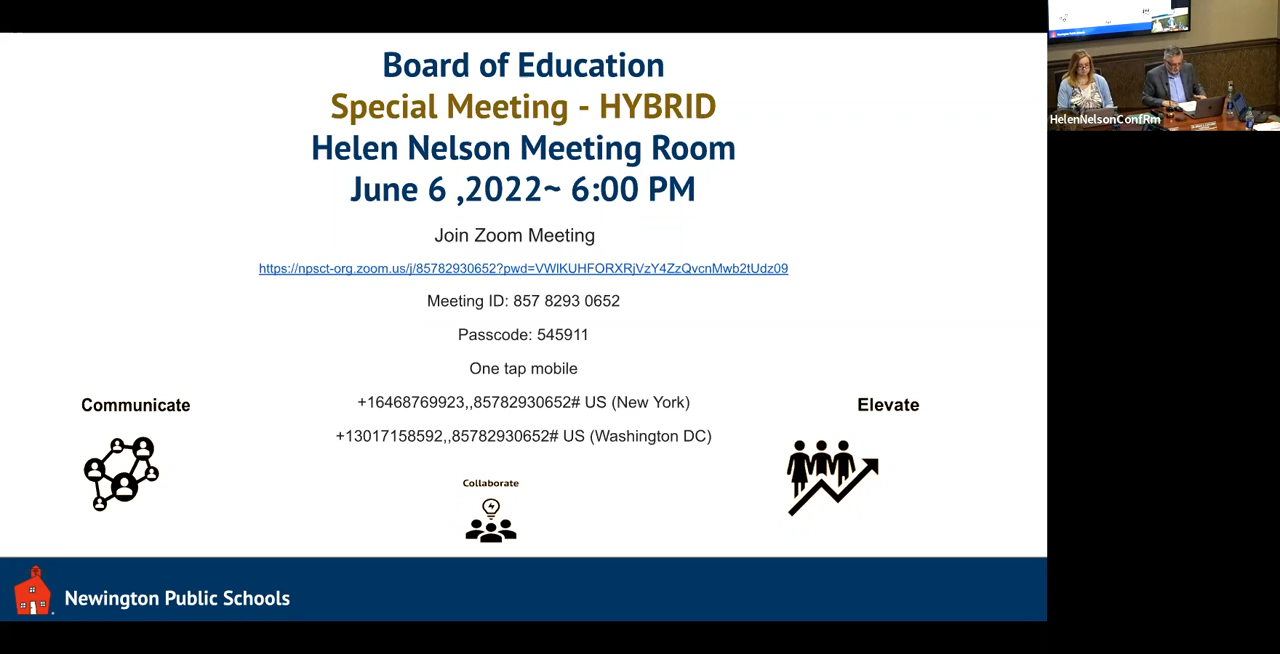 Board of Education
Special Meeting - HYBRID
Helen Nelson Meeting Room
June 6 ,2022~ 6:00 PM
Join Zoom Meeting
https://npsct-org.zoom.us/j/85782930652?pwd=VWlKUHFORXRjVzY4ZzQvcnMwb2tUdz09
Meeting ID: 857 8293 0652
Passcode: 545911
One tap mobile
+16468769923,,85782930652# US (New York)
+13017158592,,85782930652# US (Washington DC)
Communicate
Elevate
Collaborate
Newington Public Schools
HelenNelsonConfRm